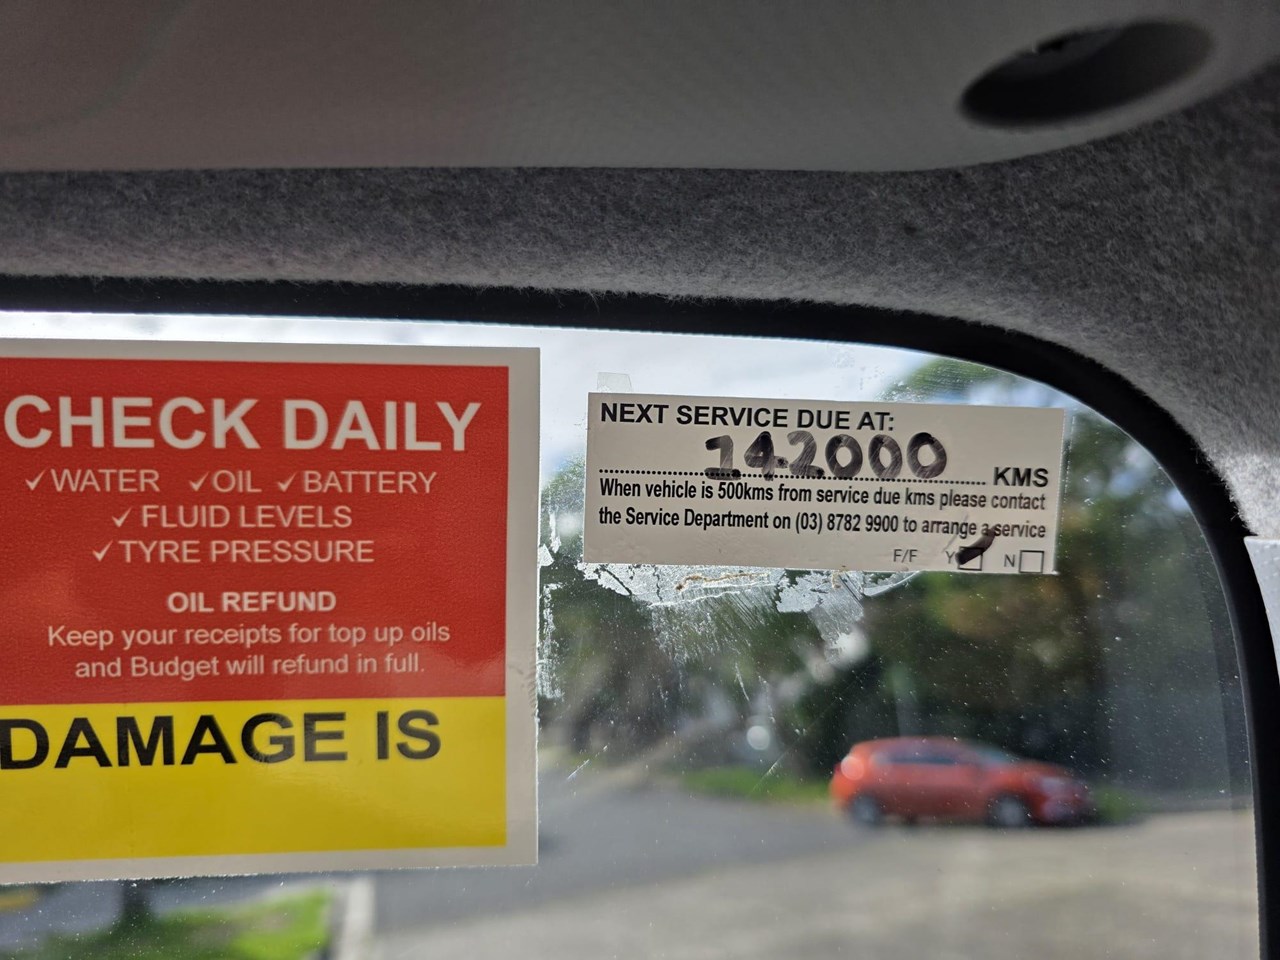 CHECK DAILY
✓WATER ✓OIL ✓BATTERY
✓FLUID LEVELS
✓TYRE PRESSURE
OIL REFUND
Keep your receipts for top up oils
and Budget will refund in full.
DAMAGE IS
NEXT SERVICE DUE AT:
142000 KMS
When vehicle is 500kms from service due kms please contact
the Service Department on (03) 8782 9900 to arrange a service
F/F Y N